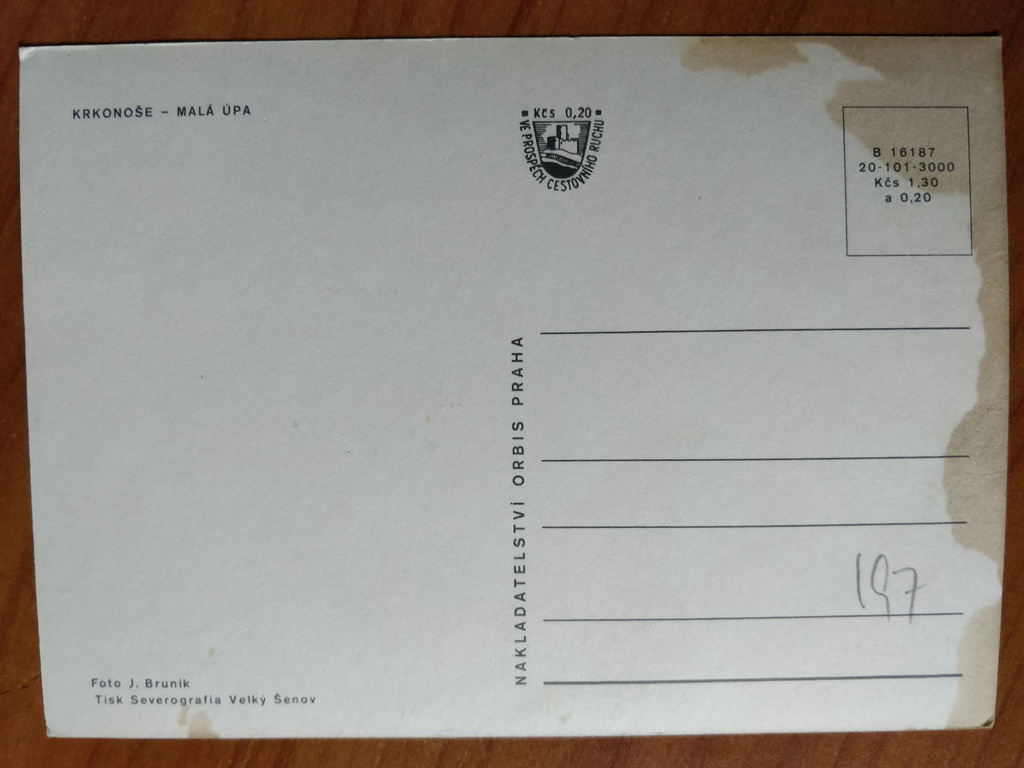 KRKONOŠE – MALÁ ÚPA
Kčs 0,20
VE PROSPĚCH CESTOVNÍHO RUCHU
B 16187
20-101-3000
Kčs 1,30
a 0,20
NAKLADATELSTVÍ ORBIS PRAHA
197
Foto J. Bruník
Tisk Severografia Velký Šenov